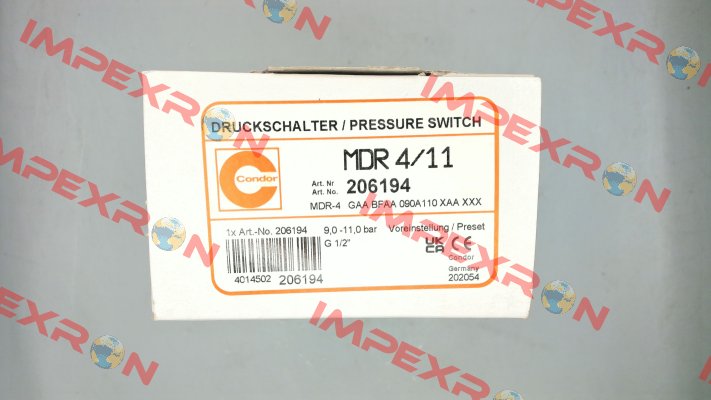 DRUCKSCHALTER / PRESSURE SWITCH
Condor
MDR 4/11
Art. Nr
Art. No. 206194
MDR-4 GAA BFAA 090A110 XAA XXX
1x Art.-No. 206194 9,0 -11,0 bar Voreinstellung / Preset
G 1/2"
UK CA CE
Condor
Germany
4014502 206194 202054
IMPEXRON
IMPEXRON
IMPEXRON
IMPEXRON
IMPEXRON
IMPEXRON